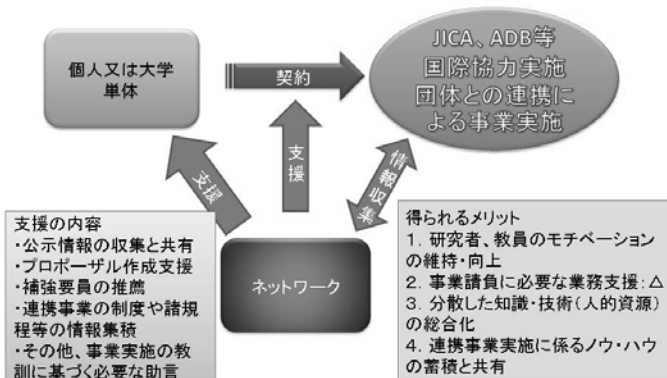 個人又は大学
単体
契約
JICA、ADB等
国際協力実施
団体との連携に
よる事業実施
支援
支援
情報収集
支援の内容
・公示情報の収集と共有
・プロポーザル作成支援
・補強要員の推薦
・連携事業の制度や諸規
程等の情報集積
・その他、事業実施の教
訓に基づく必要な助言
ネットワーク
得られるメリット
1. 研究者、教員のモチベーション
の維持・向上
2. 事業請負に必要な業務支援:△
3. 分散した知識・技術(人的資源)
の総合化
4. 連携事業実施に係るノウ・ハウ
の蓄積と共有